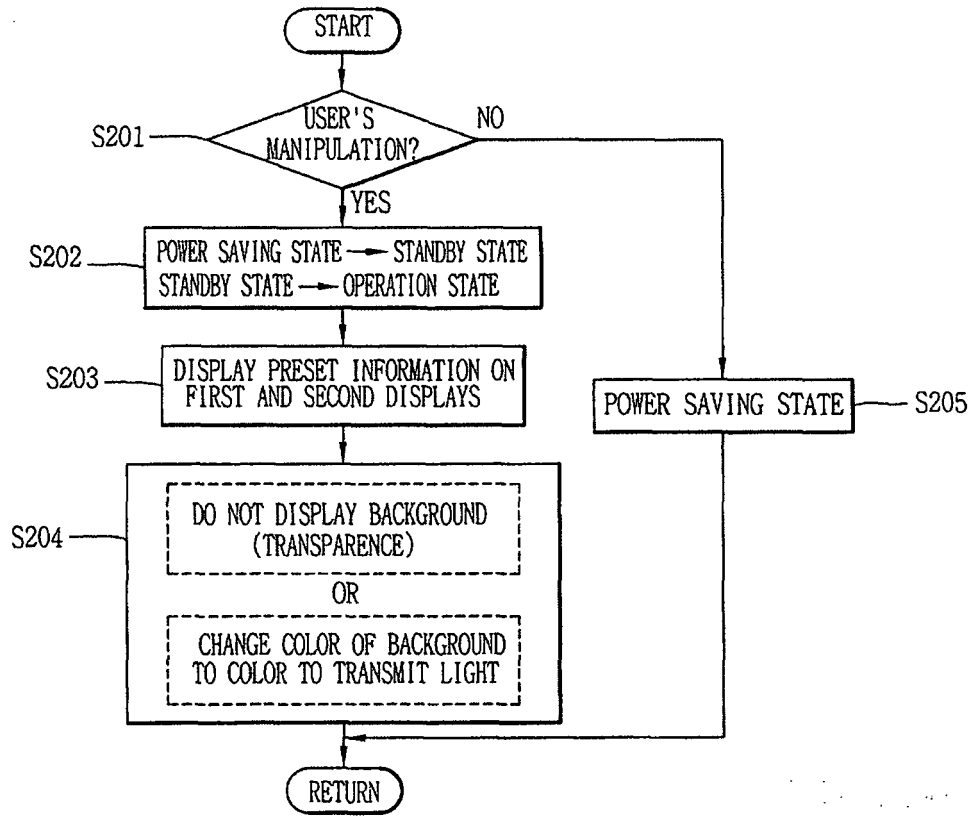 START
USER'S
MANIPULATION?
NO
S201
YES
S202
POWER SAVING STATE → STANDBY STATE
STANDBY STATE → OPERATION STATE
S203
DISPLAY PRESET INFORMATION ON
FIRST AND SECOND DISPLAYS
POWER SAVING STATE
S205
S204
DO NOT DISPLAY BACKGROUND
(TRANSPARENCE)
OR
CHANGE COLOR OF BACKGROUND
TO COLOR TO TRANSMIT LIGHT
RETURN